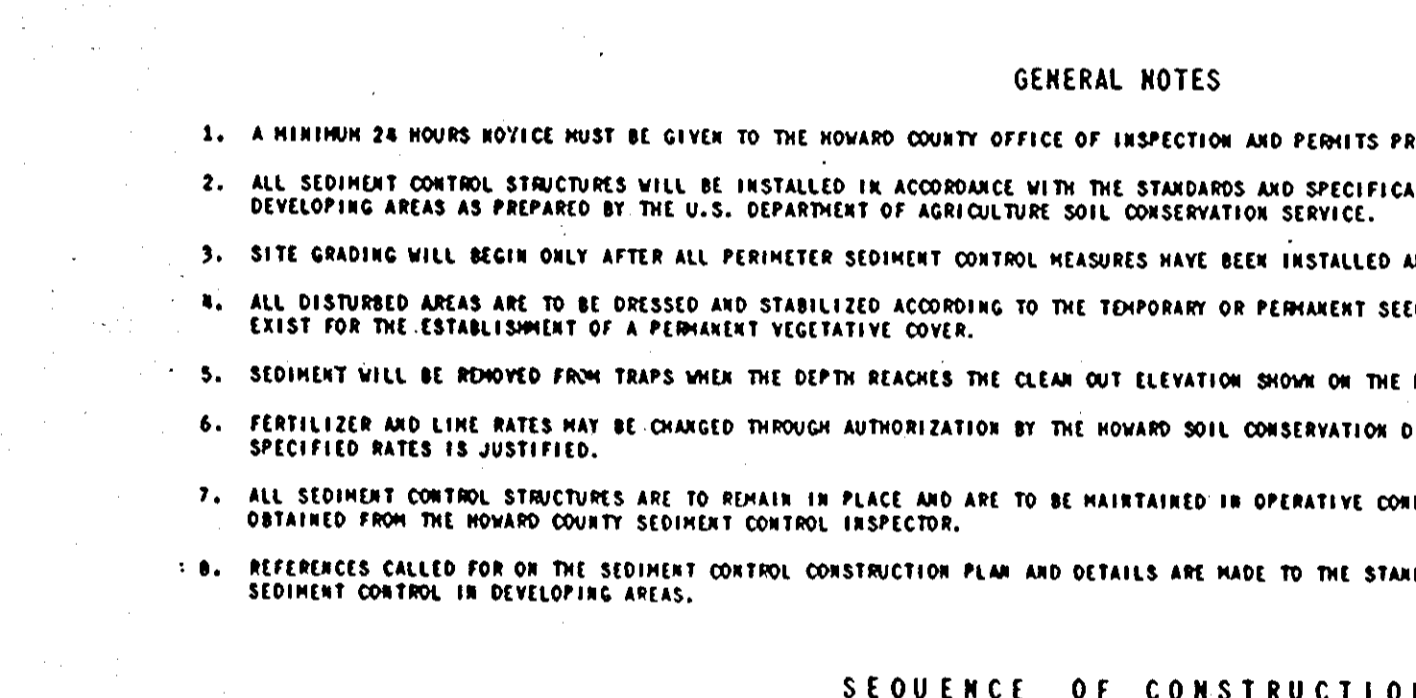 GENERAL NOTES
1. A MINIMUM 24 HOURS NOTICE MUST BE GIVEN TO THE HOWARD COUNTY OFFICE OF INSPECTION AND PERMITS PR
2. ALL SEDIMENT CONTROL STRUCTURES WILL BE INSTALLED IN ACCORDANCE WITH THE STANDARDS AND SPECIFICA
DEVELOPING AREAS AS PREPARED BY THE U.S. DEPARTMENT OF AGRICULTURE SOIL CONSERVATION SERVICE.
3. SITE GRADING WILL BEGIN ONLY AFTER ALL PERIMETER SEDIMENT CONTROL MEASURES HAVE BEEN INSTALLED A
4. ALL DISTURBED AREAS ARE TO BE DRESSED AND STABILIZED ACCORDING TO THE TEMPORARY OR PERMANENT SEE
EXIST FOR THE ESTABLISHMENT OF A PERMANENT VEGETATIVE COVER.
5. SEDIMENT WILL BE REMOVED FROM TRAPS WHEN THE DEPTH REACHES THE CLEAN OUT ELEVATION SHOWN ON THE
6. FERTILIZER AND LIME RATES MAY BE CHANGED THROUGH AUTHORIZATION BY THE HOWARD SOIL CONSERVATION D
SPECIFIED RATES IS JUSTIFIED.
7. ALL SEDIMENT CONTROL STRUCTURES ARE TO REMAIN IN PLACE AND ARE TO BE MAINTAINED IN OPERATIVE CON
OBTAINED FROM THE HOWARD COUNTY SEDIMENT CONTROL INSPECTOR.
8. REFERENCES CALLED FOR ON THE SEDIMENT CONTROL CONSTRUCTION PLAN AND DETAILS ARE MADE TO THE STAN
SEDIMENT CONTROL IN DEVELOPING AREAS.
SEQUENCE OF CONSTRUCTIO